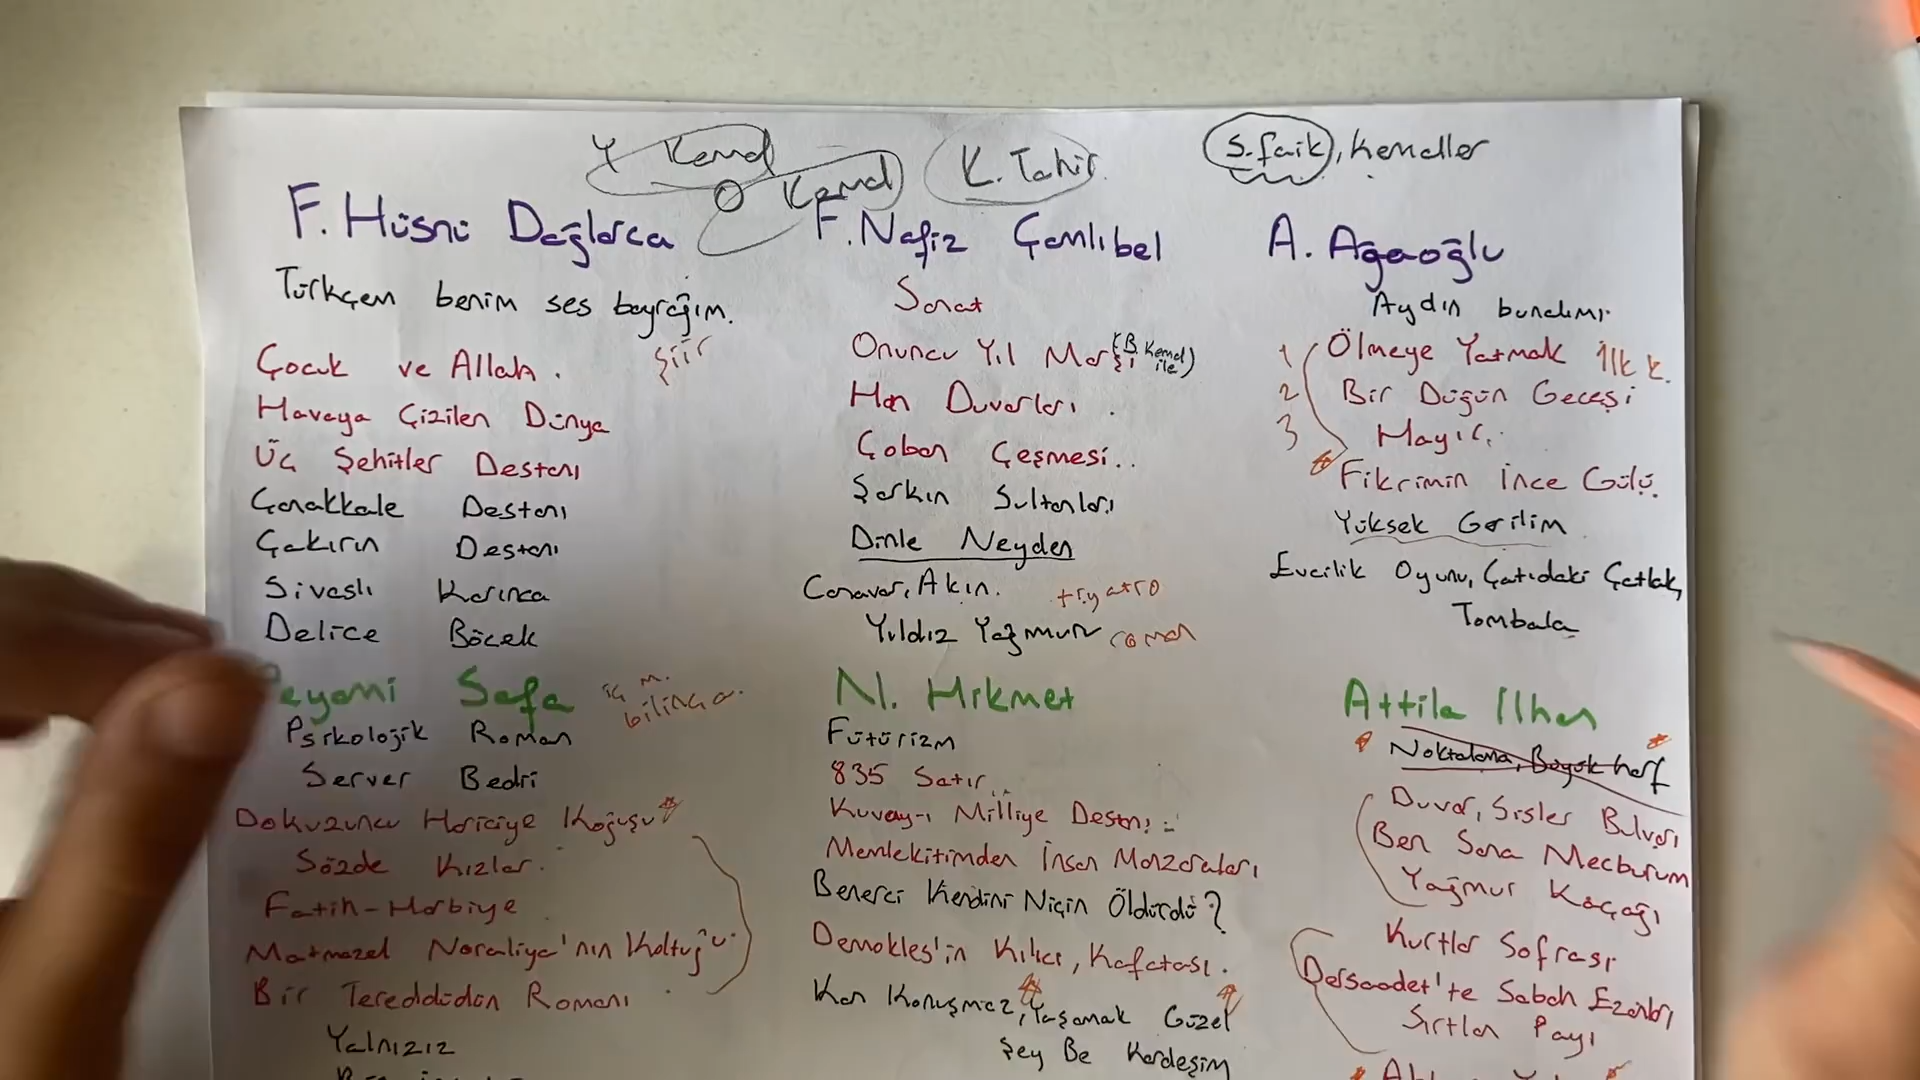 Y Kemal
O Kemal
K. Tahir
S.faik, Kemaller
F. Hüsnü Dağlarca
Türkçem benim ses bayrağım.
şiir
Çocuk ve Allah.
Havaya Çizilen Dünya
Üç Şehitler Destanı
Çanakkale Destanı
Çakırın Destanı
Sivaslı Karınca
Delice Böcek
F. Nafiz Çamlıbel
Sanat
Onuncu Yıl Marşı (B. Kemal ile)
Han Duvarları.
Çoban Çeşmesi..
Şarkın Sultanları
Dinle Neyden
Canavar, Akın. tiyatro
Yıldız Yağmuru roman
A. Ağaoğlu
Aydın bunalımı.
1 Ölmeye Yatmak İlk k.
2 Bir Düğün Gecesi
3 Hayır.
Fikrimin İnce Gülü.
Yüksek Gerilim
Evcilik Oyunu, Çatıdaki Çatlak,
Tombala
Peyami Safa
iç m.
bilinç a.
Psikolojik Roman
Server Bedri
Dokuzuncu Hariciye Koğuşu
Sözde Kızlar.
Fatih-Harbiye
Matmazel Noraliya'nın Koltuğu.
Bir Tereddüdün Romanı.
Yalnızız
N. Hikmet
Fütürizm
835 Satır..
Kuvay-ı Milliye Destanı..
Memlekitimden İnsan Manzaraları
Benerci Kendini Niçin Öldürdü?
Demokles'in Kılıcı, Kafatası.
Kan Konuşmaz, Yaşamak Güzel
Şey Be Kardeşim
Attila İlhan
Noktalama, Büyük harf
Duvar, Sisler Bulvarı
Ben Sana Mecburum
Yağmur Kaçağı
Kurtlar Sofrası
Dersaadet'te Sabah Ezanları
Sırtlan Payı